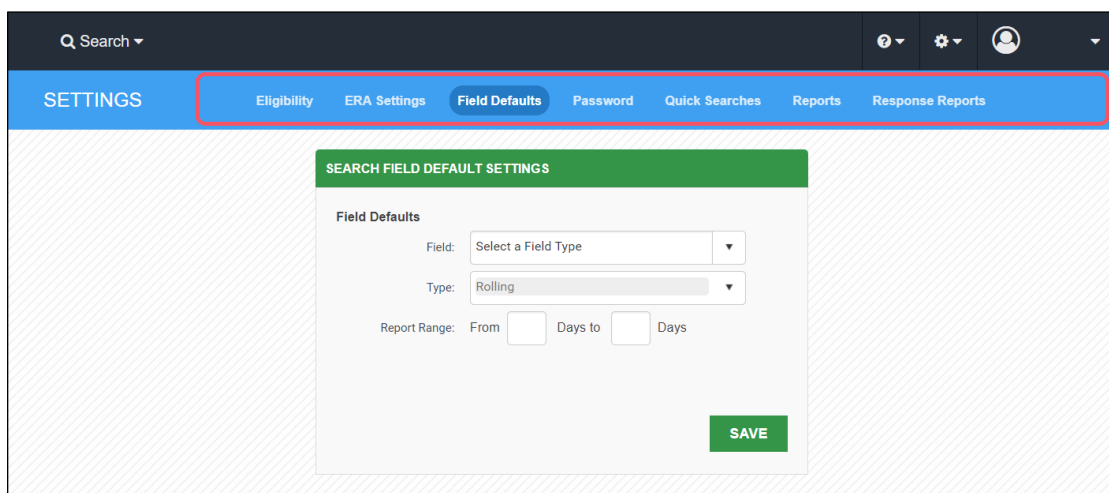 Search
SETTINGS Eligibility ERA Settings Field Defaults Password Quick Searches Reports Response Reports
SEARCH FIELD DEFAULT SETTINGS
Field Defaults
Field: Select a Field Type
Type: Rolling
Report Range: From Days to Days
SAVE